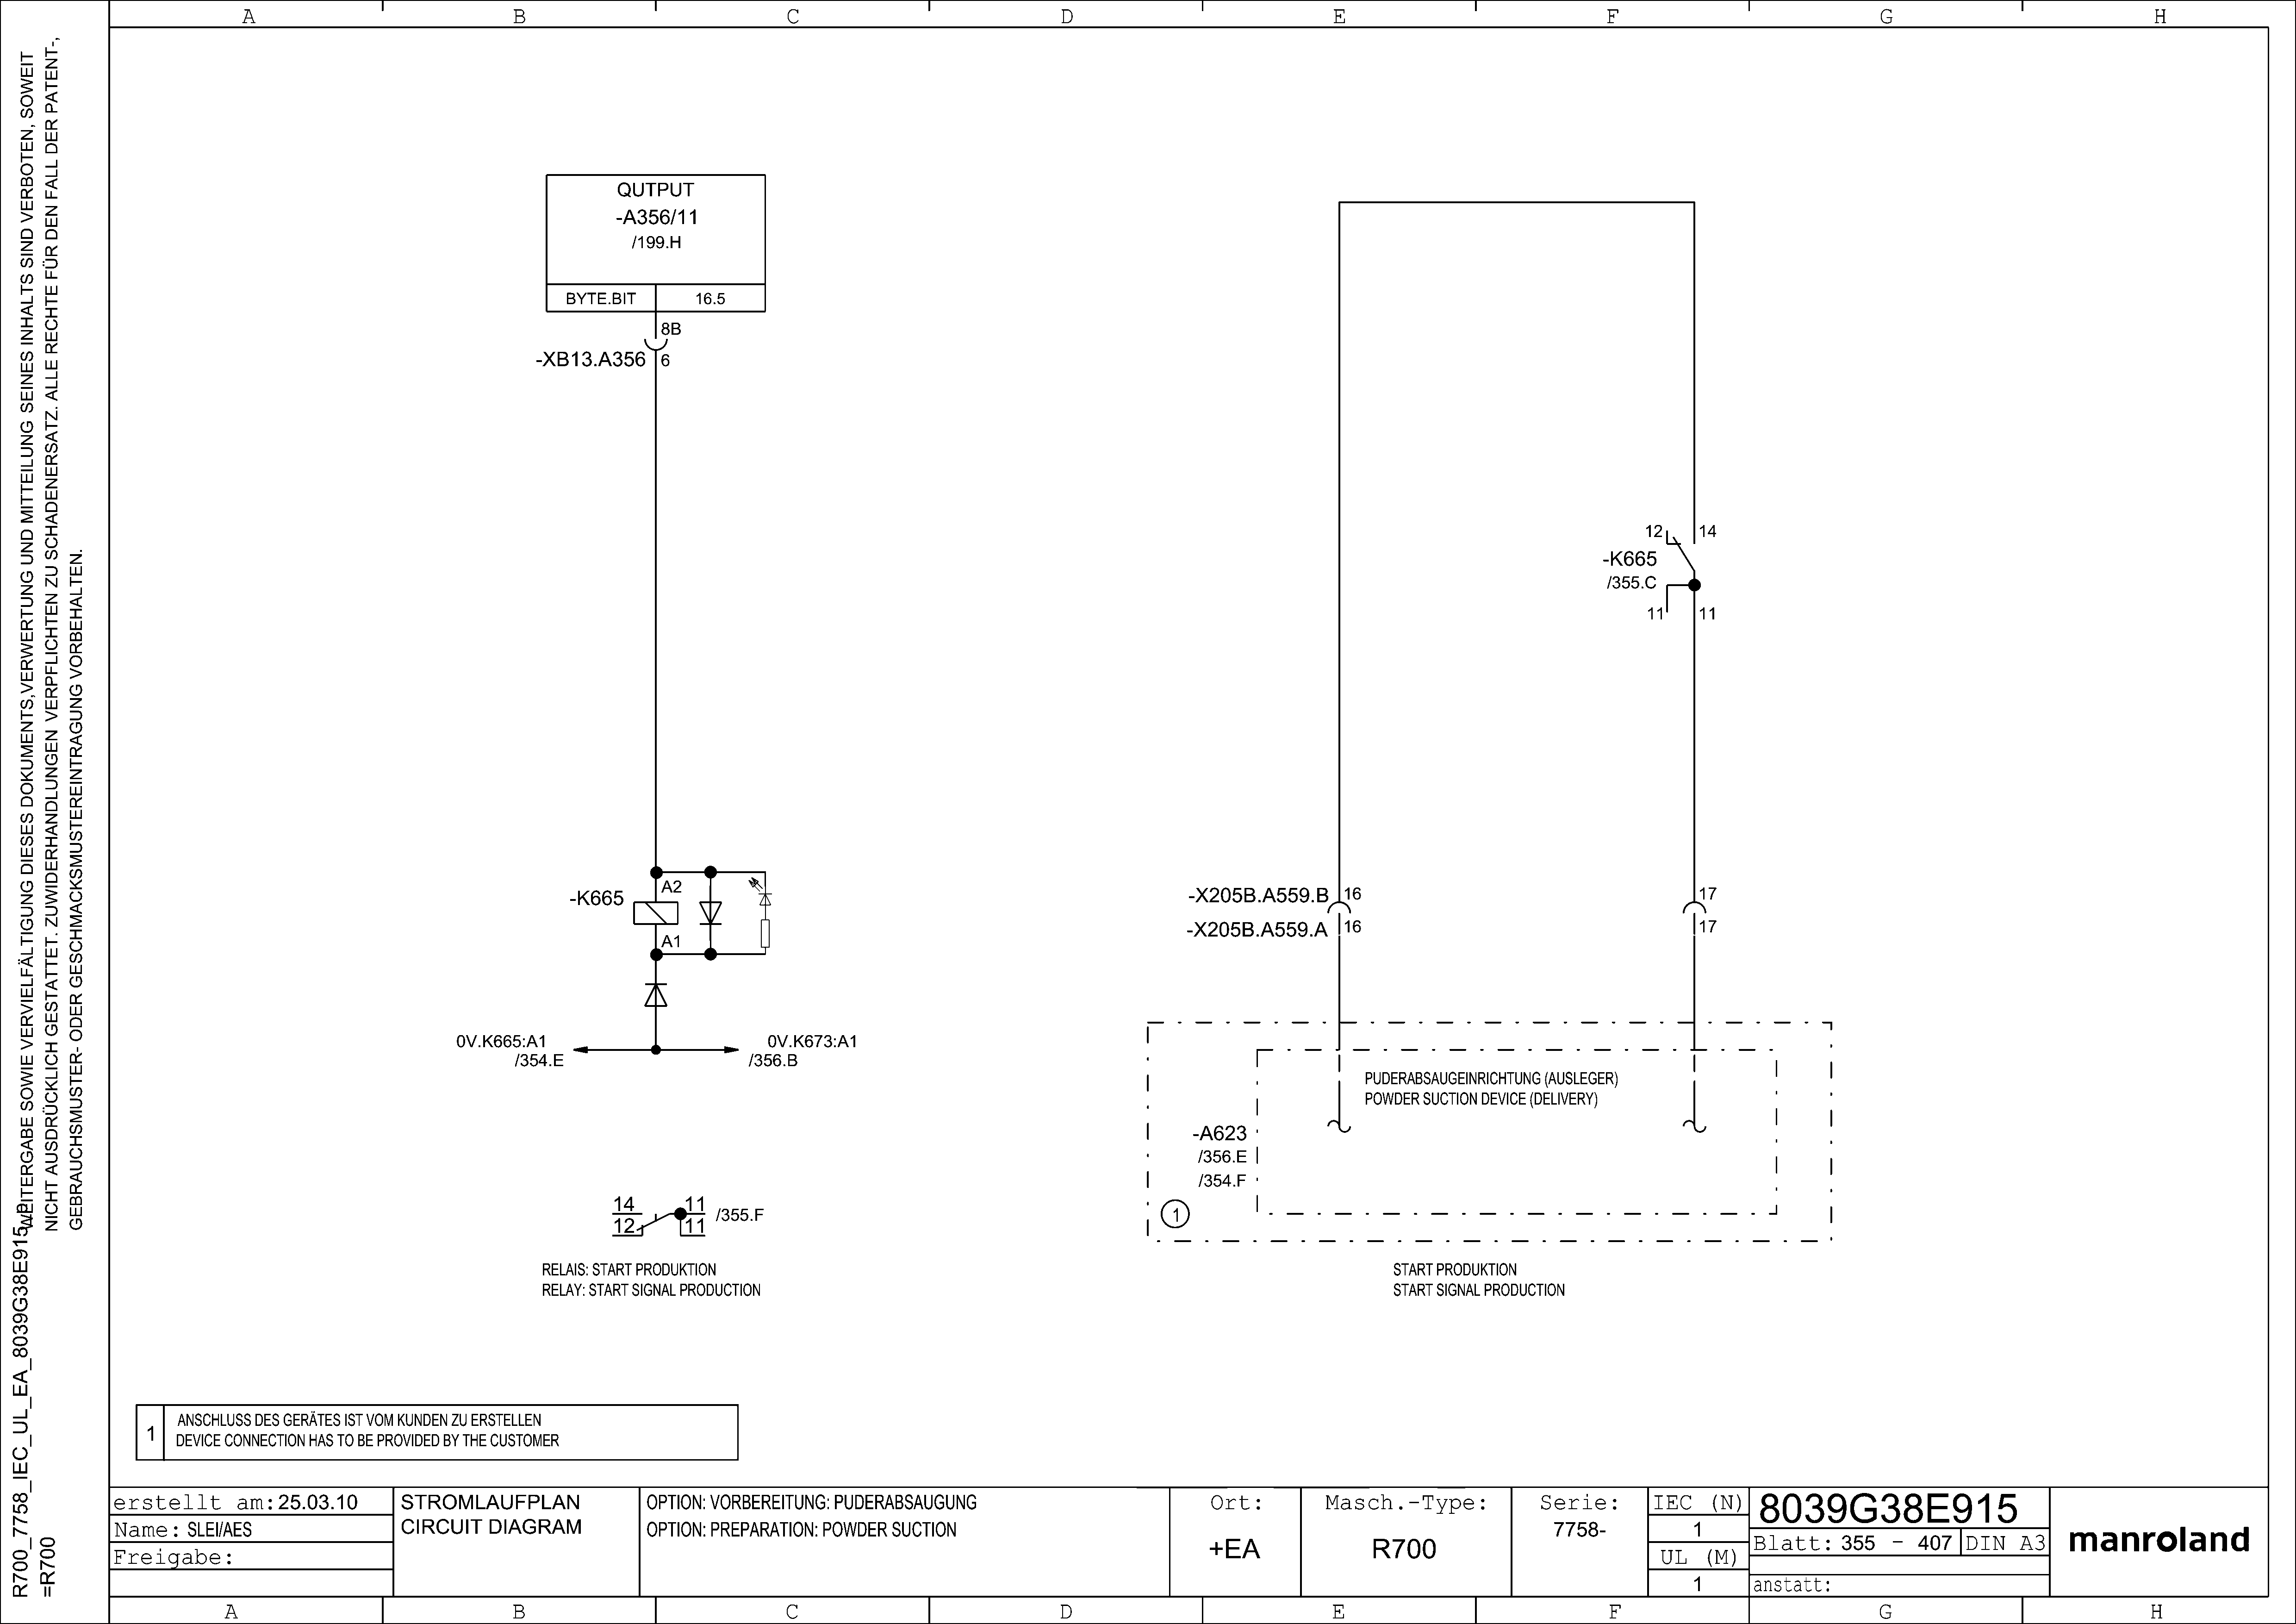 A B C D E F G H
WEITERGABE SOWIE VERVIELFÄLTIGUNG DIESES DOKUMENTS,VERWERTUNG UND MITTEILUNG SEINES INHALTS SIND VERBOTEN, SOWEIT
NICHT AUSDRÜCKLICH GESTATTET. ZUWIDERHANDLUNGEN VERPFLICHTEN ZU SCHADENERSATZ. ALLE RECHTE FÜR DEN FALL DER PATENT-,
GEBRAUCHSMUSTER- ODER GESCHMACKSMUSTEREINTRAGUNG VORBEHALTEN.
=R700
QUTPUT
-A356/11
/199.H
BYTE.BIT 16.5
8B
-XB13.A356 6
12 14
-K665
/355.C
11 11
A2
-K665
A1
-X205B.A559.B 16 17
-X205B.A559.A 16 17
0V.K665:A1 0V.K673:A1
/354.E /356.B
PUDERABSAUGEINRICHTUNG (AUSLEGER)
POWDER SUCTION DEVICE (DELIVERY)
-A623
/356.E
/354.F
1
14 11 /355.F
12 11
RELAIS: START PRODUKTION
RELAY: START SIGNAL PRODUCTION
START PRODUKTION
START SIGNAL PRODUCTION
1
ANSCHLUSS DES GERÄTES IST VOM KUNDEN ZU ERSTELLEN
DEVICE CONNECTION HAS TO BE PROVIDED BY THE CUSTOMER
erstellt am: 25.03.10
Name: SLEI/AES
Freigabe:
STROMLAUFPLAN
CIRCUIT DIAGRAM
OPTION: VORBEREITUNG: PUDERABSAUGUNG
OPTION: PREPARATION: POWDER SUCTION
Ort:
+EA
Masch.-Type:
R700
Serie:
7758-
IEC (N)
1
UL (M)
1
8039G38E915
Blatt: 355 - 407 DIN A3
anstatt:
manroland
A B C D E F G H